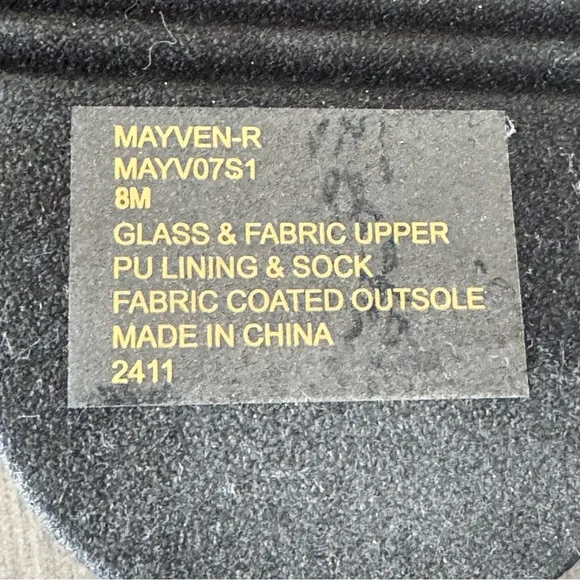 MAYVEN-R
MAYV07S1
8M
GLASS & FABRIC UPPER
PU LINING & SOCK
FABRIC COATED OUTSOLE
MADE IN CHINA
2411